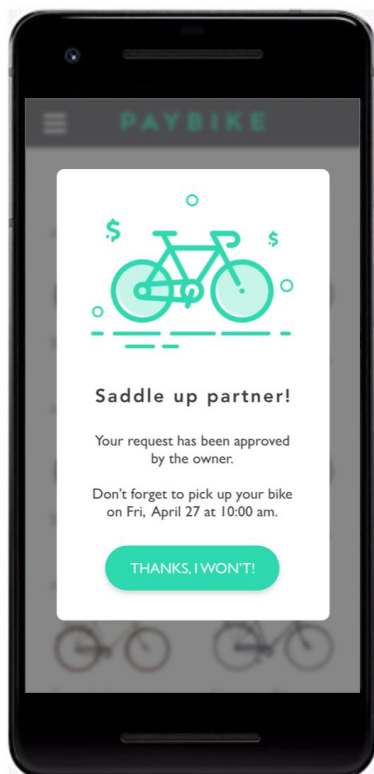 PAYBIKE
$ $
Saddle up partner!
Your request has been approved
by the owner.
Don't forget to pick up your bike
on Fri, April 27 at 10:00 am.
THANKS, I WON'T!